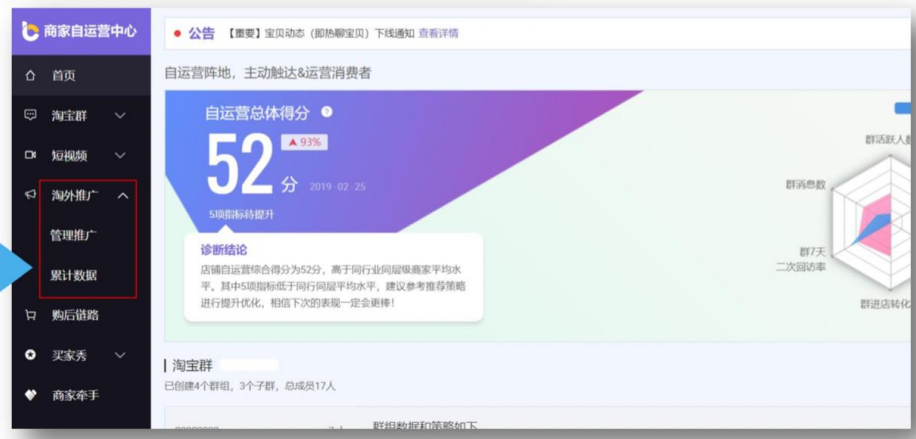 商家自运营中心
公告 【重要】宝贝动态（即热聊宝贝）下线通知 查看详情
首页
淘宝群
短视频
淘外推广
管理推广
累计数据
购后链路
买家秀
商家牵手
自运营阵地，主动触达&运营消费者
自运营总体得分
93%
52分 2019-02-25
5项指标待提升
诊断结论
店铺自运营综合得分为52分，高于同行业同层级商家平均水
平。其中5项指标低于同行同层平均水平，建议参考推荐策略
进行提升优化，相信下次的表现一定会更棒！
群活跃人数
群消息数
群7天
二次回访率
群进店转化
淘宝群
已创建4个群组，3个子群，总成员17人
群组数据和策略如下